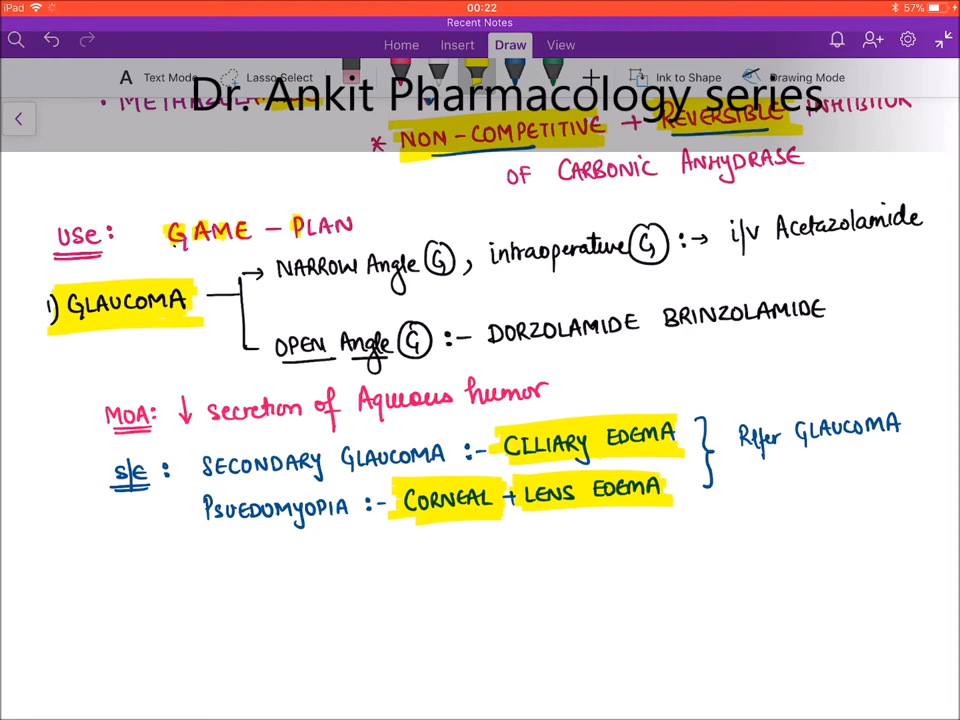 iPad 00:22 57%
Recent Notes
Home Insert Draw View
A Text Mode Lasso Select + Ink to Shape Drawing Mode
Dr. Ankit Pharmacology series
* NON-COMPETITIVE + REVERSIBLE INHIBITOR
OF CARBONIC ANHYDRASE
USE: GAME - PLAN
→ NARROW Angle G, intraoperative G :→ i/v Acetazolamide
1) GLAUCOMA
OPEN Angle G :- DORZOLAMIDE BRINZOLAMIDE
MOA: ↓ secretion of Aqueous humor
S/E : SECONDARY GLAUCOMA :- CILIARY EDEMA } Refer GLAUCOMA
PSUEDOMYOPIA :- CORNEAL + LENS EDEMA